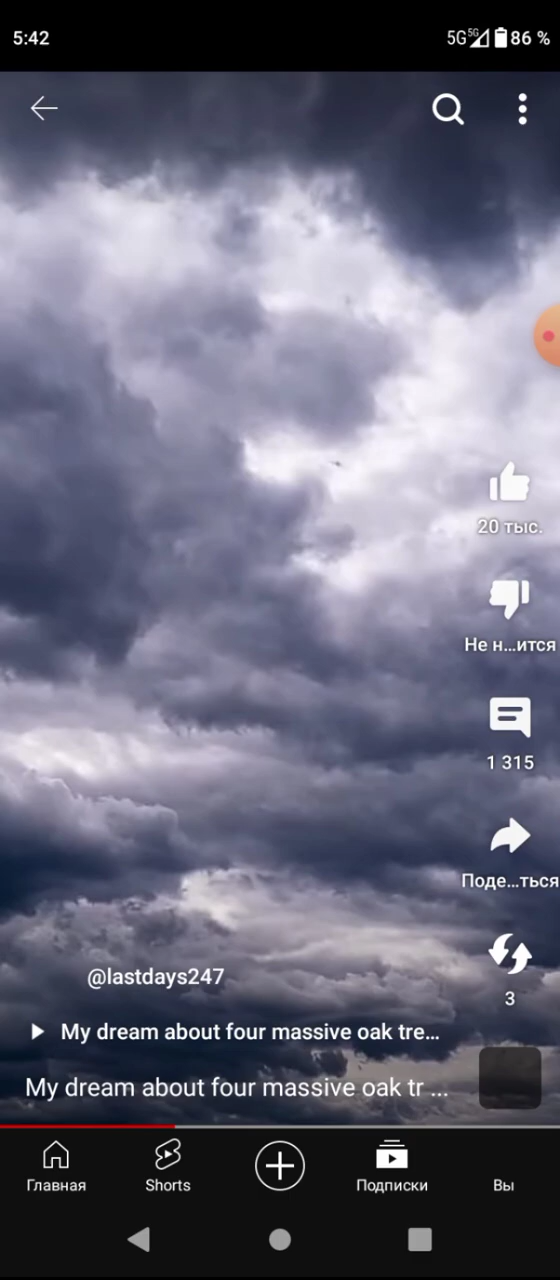 5:42
5G 5G 86 %
20 тыс.
Не н...ится
1 315
Поде...ться
3
@lastdays247
My dream about four massive oak tre...
My dream about four massive oak tr ...
Главная
Shorts
Подписки
Вы